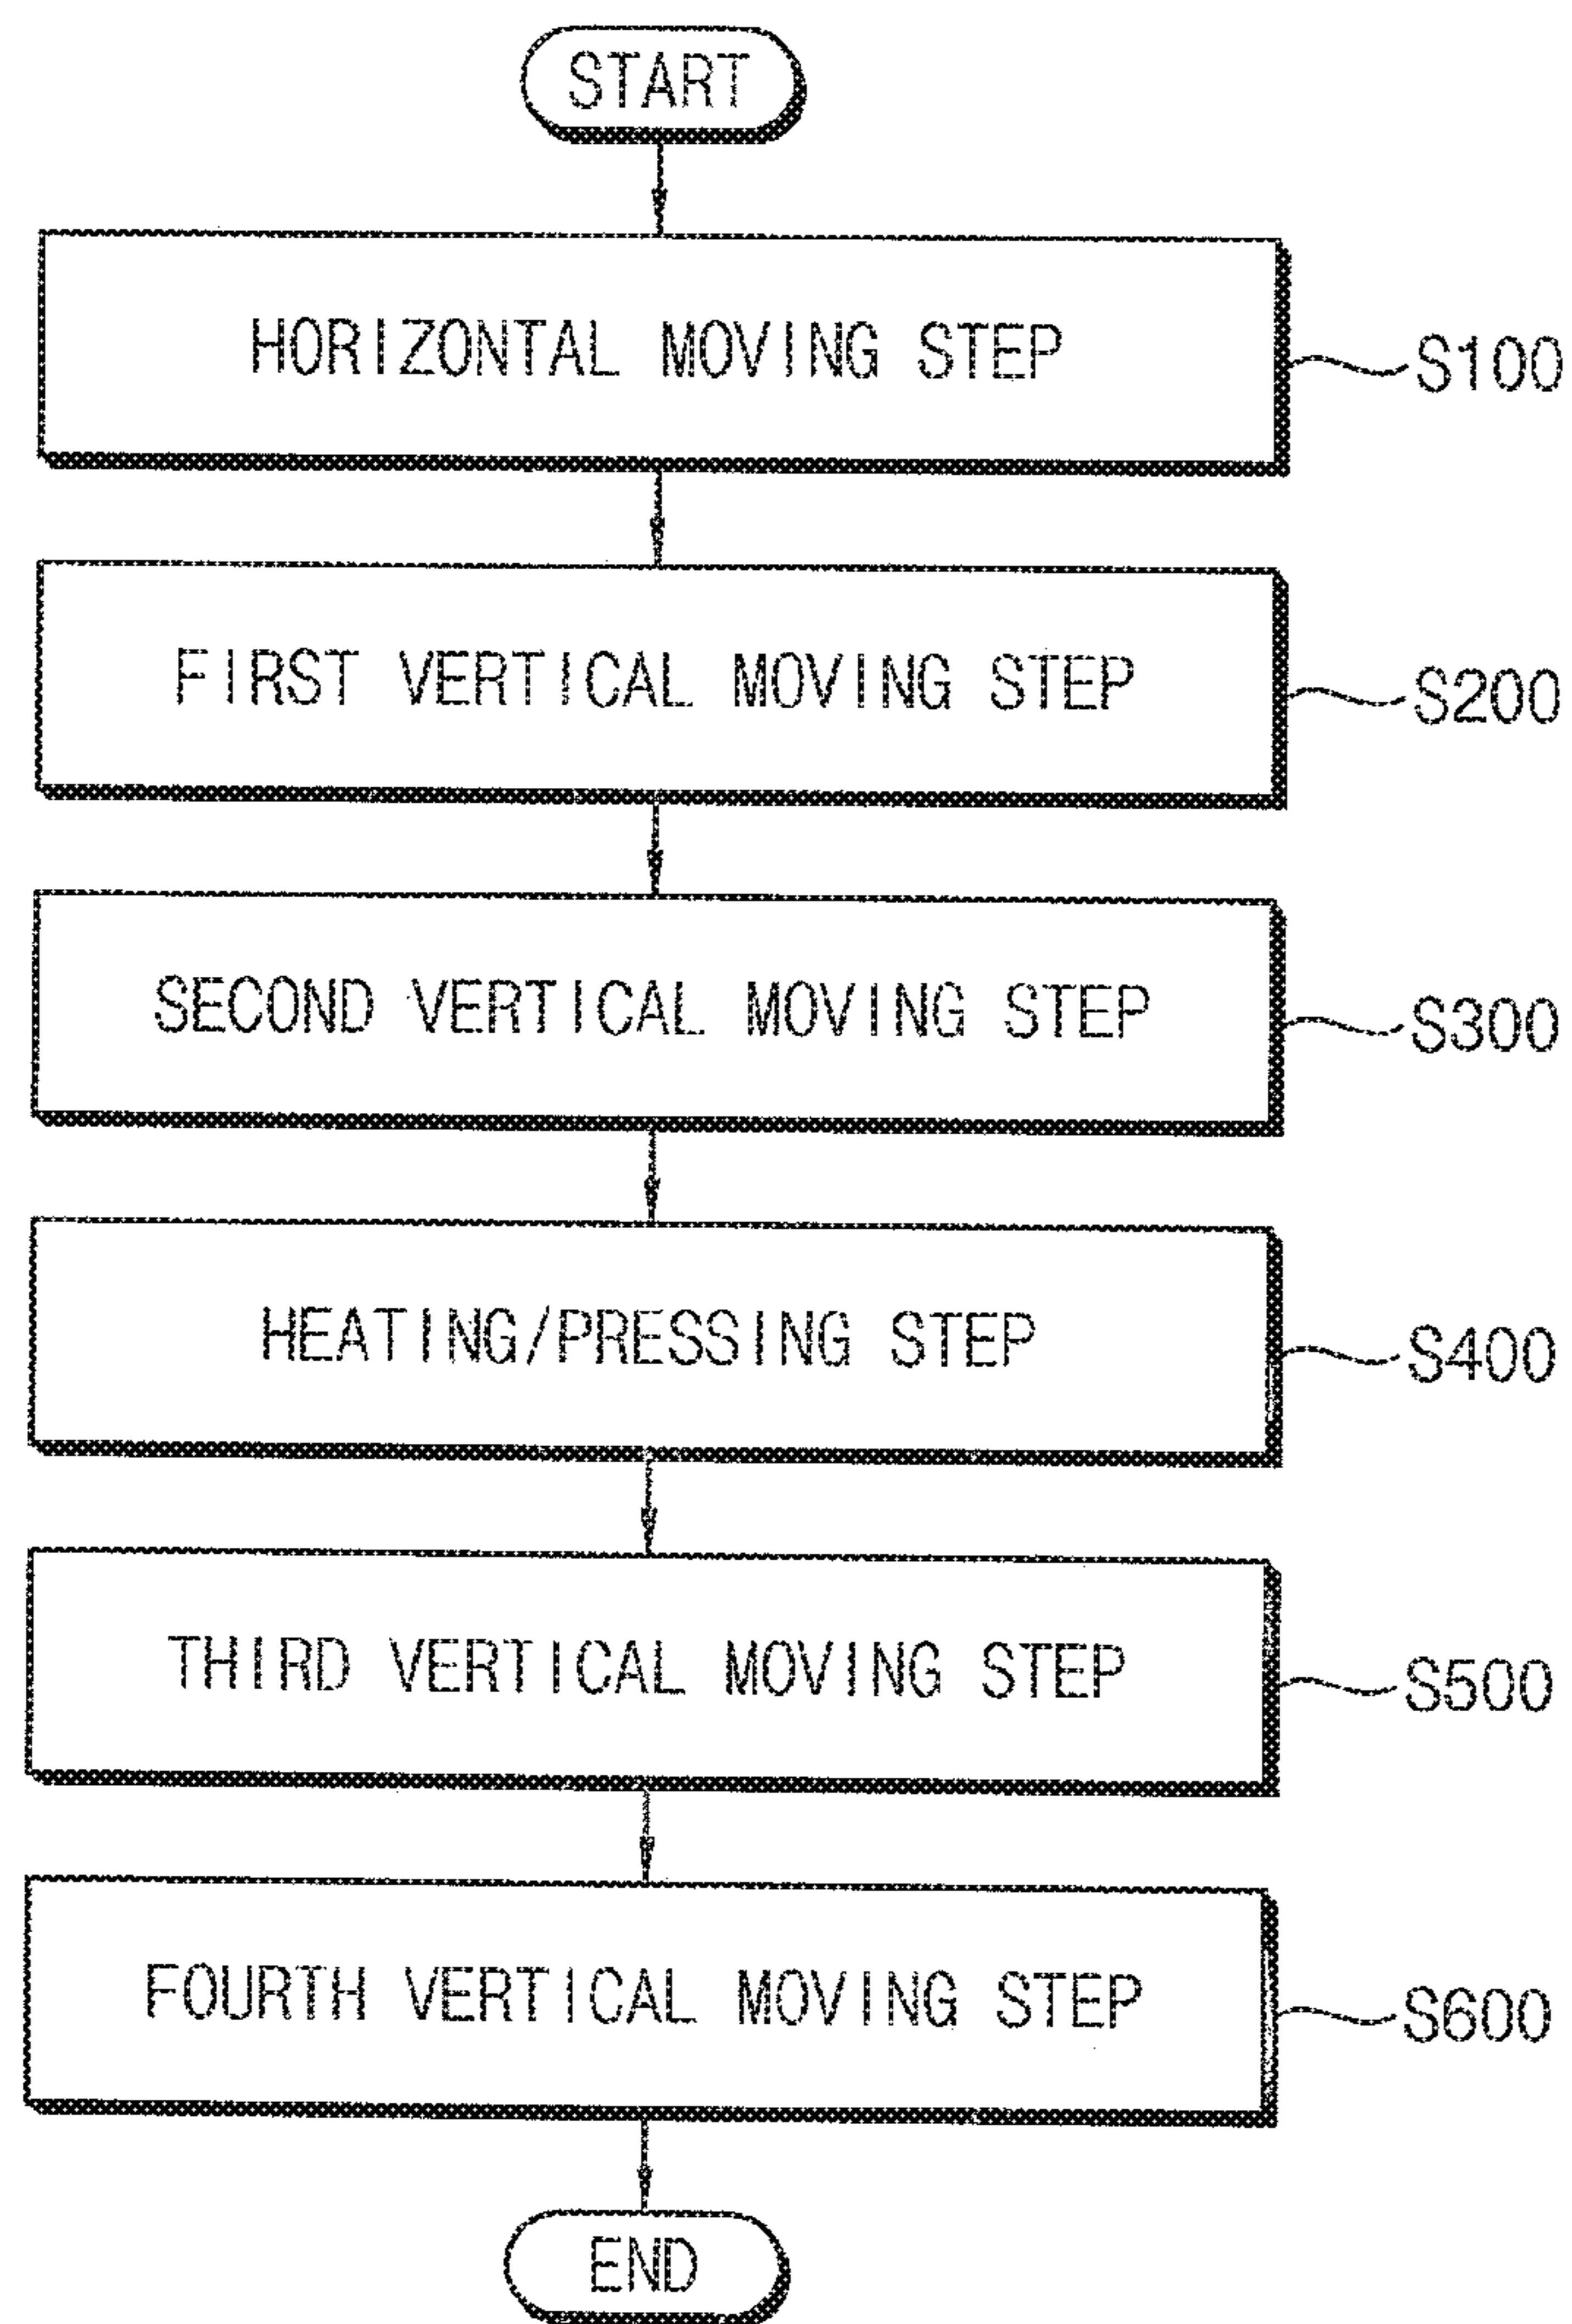 START
HORIZONTAL MOVING STEP
S100
FIRST VERTICAL MOVING STEP
S200
SECOND VERTICAL MOVING STEP
S300
HEATING/PRESSING STEP
S400
THIRD VERTICAL MOVING STEP
S500
FOURTH VERTICAL MOVING STEP
S600
END